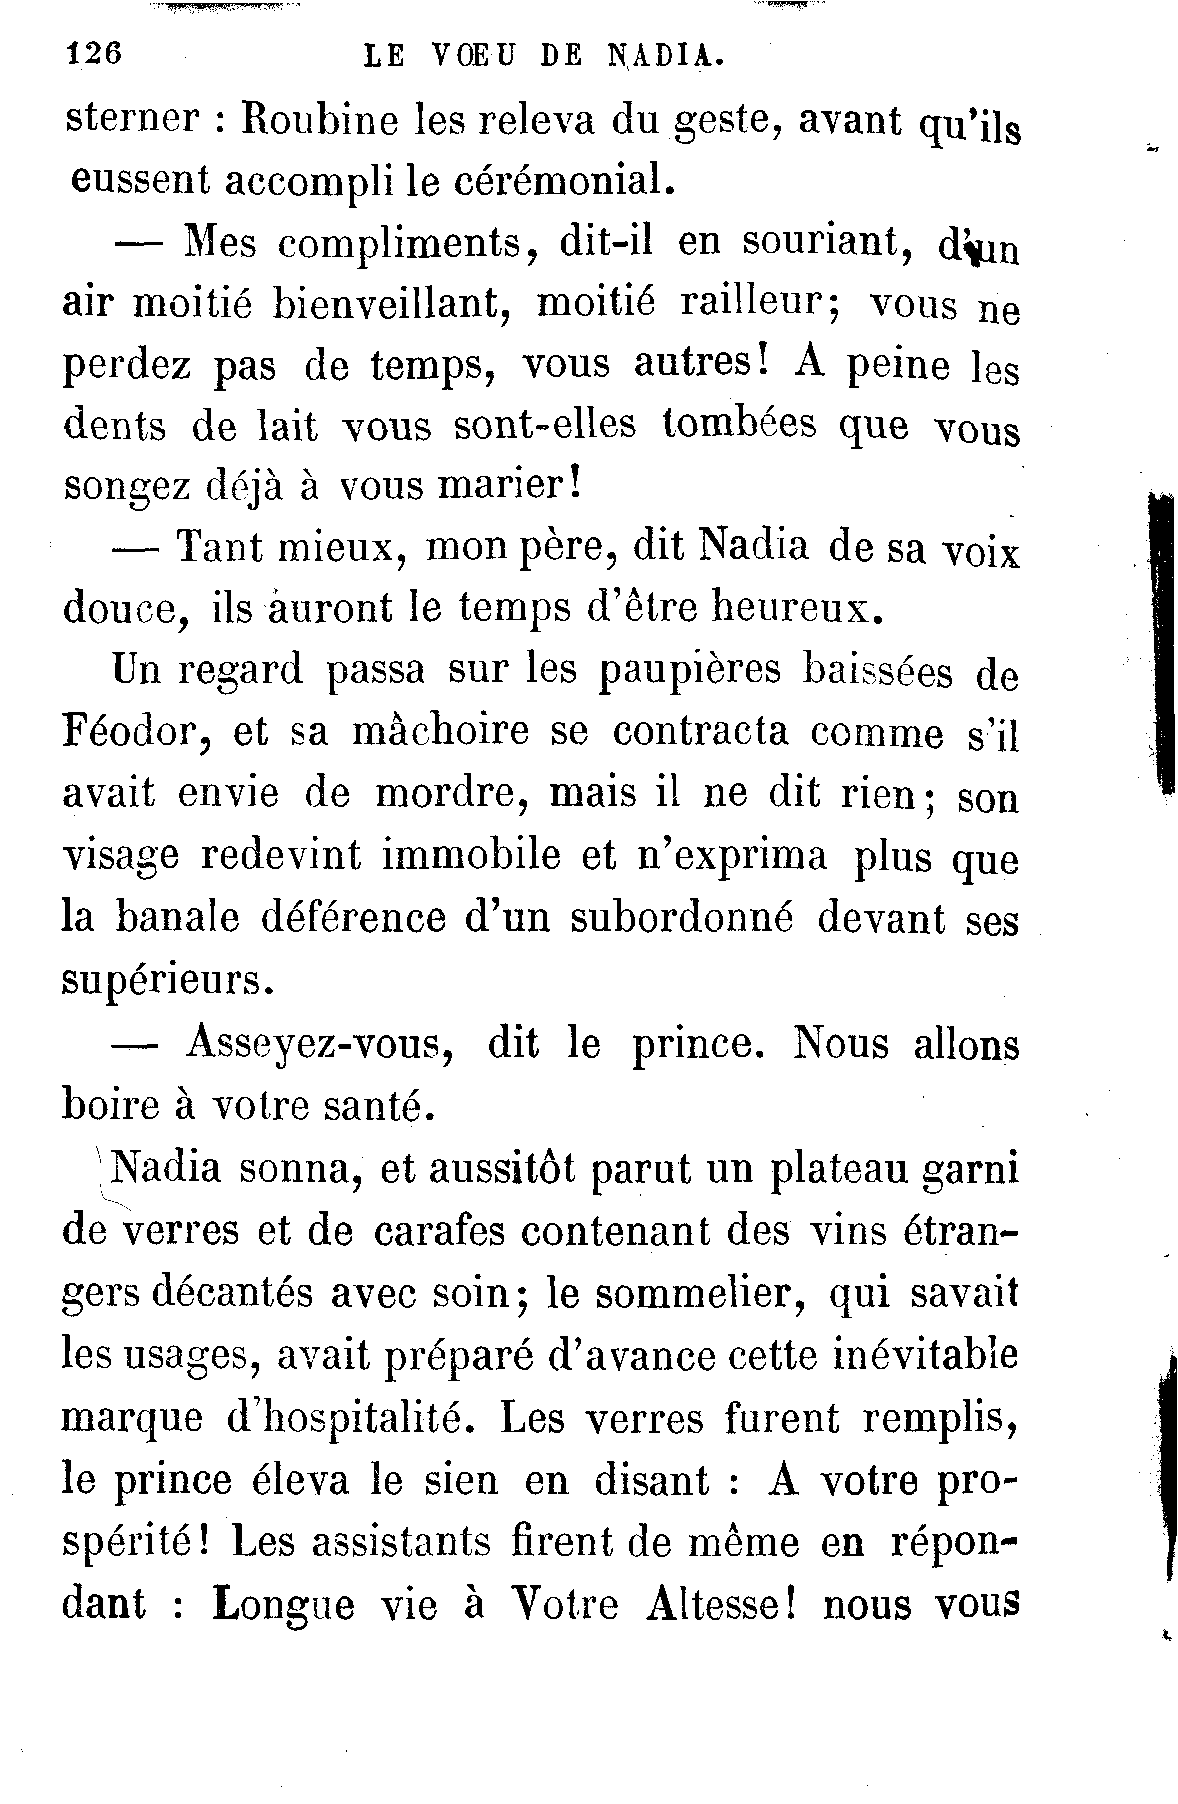 126 LE VŒU DE NADIA.
sterner : Roubine les releva du geste, avant qu'ils
eussent accompli le cérémonial.
— Mes compliments, dit-il en souriant, d'un
air moitié bienveillant, moitié railleur; vous ne
perdez pas de temps, vous autres! A peine les
dents de lait vous sont-elles tombées que vous
songez déjà à vous marier!
— Tant mieux, mon père, dit Nadia de sa voix
douce, ils auront le temps d'être heureux.
Un regard passa sur les paupières baissées de
Féodor, et sa mâchoire se contracta comme s'il
avait envie de mordre, mais il ne dit rien; son
visage redevint immobile et n'exprima plus que
la banale déférence d'un subordonné devant ses
supérieurs.
— Asseyez-vous, dit le prince. Nous allons
boire à votre santé.
Nadia sonna, et aussitôt parut un plateau garni
de verres et de carafes contenant des vins étran-
gers décantés avec soin; le sommelier, qui savait
les usages, avait préparé d'avance cette inévitable
marque d'hospitalité. Les verres furent remplis,
le prince éleva le sien en disant : A votre pro-
spérité! Les assistants firent de même en répon-
dant : Longue vie à Votre Altesse! nous vous